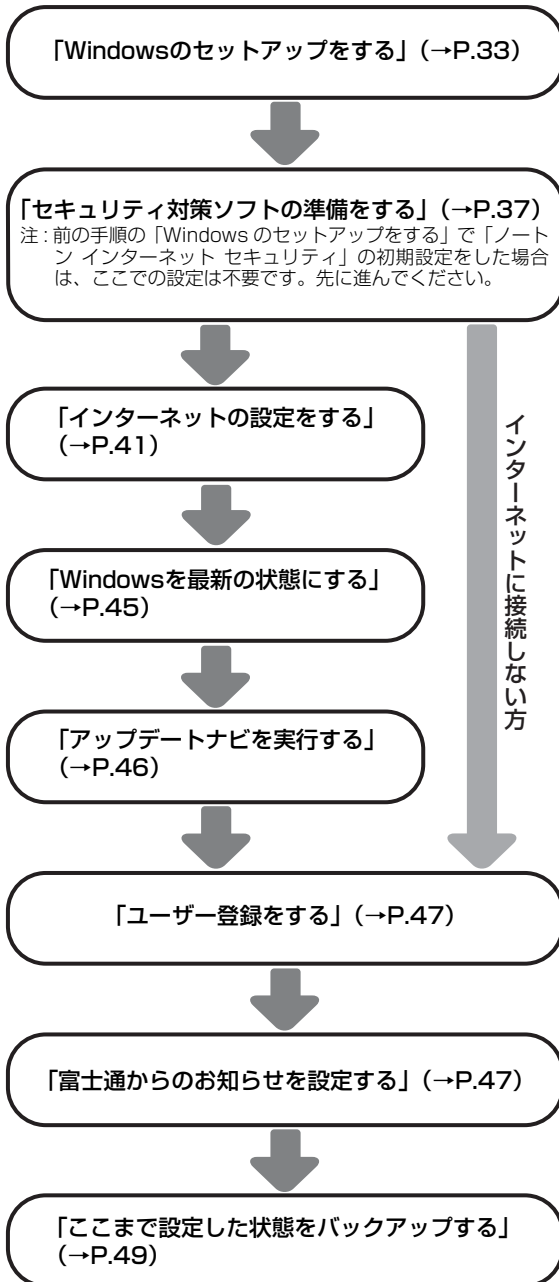 「Windowsのセットアップをする」（→P.33）
「セキュリティ対策ソフトの準備をする」（→P.37）
注：前の手順の「Windows のセットアップをする」で「ノート
ン インターネット セキュリティ」の初期設定をした場合
は、ここでの設定は不要です。先に進んでください。
「インターネットの設定をする」
（→P.41）
「Windowsを最新の状態にする」
（→P.45）
「アップデートナビを実行する」
（→P.46）
インターネットに接続しない方
「ユーザー登録をする」（→P.47）
「富士通からのお知らせを設定する」（→P.47）
「ここまで設定した状態をバックアップする」
（→P.49）